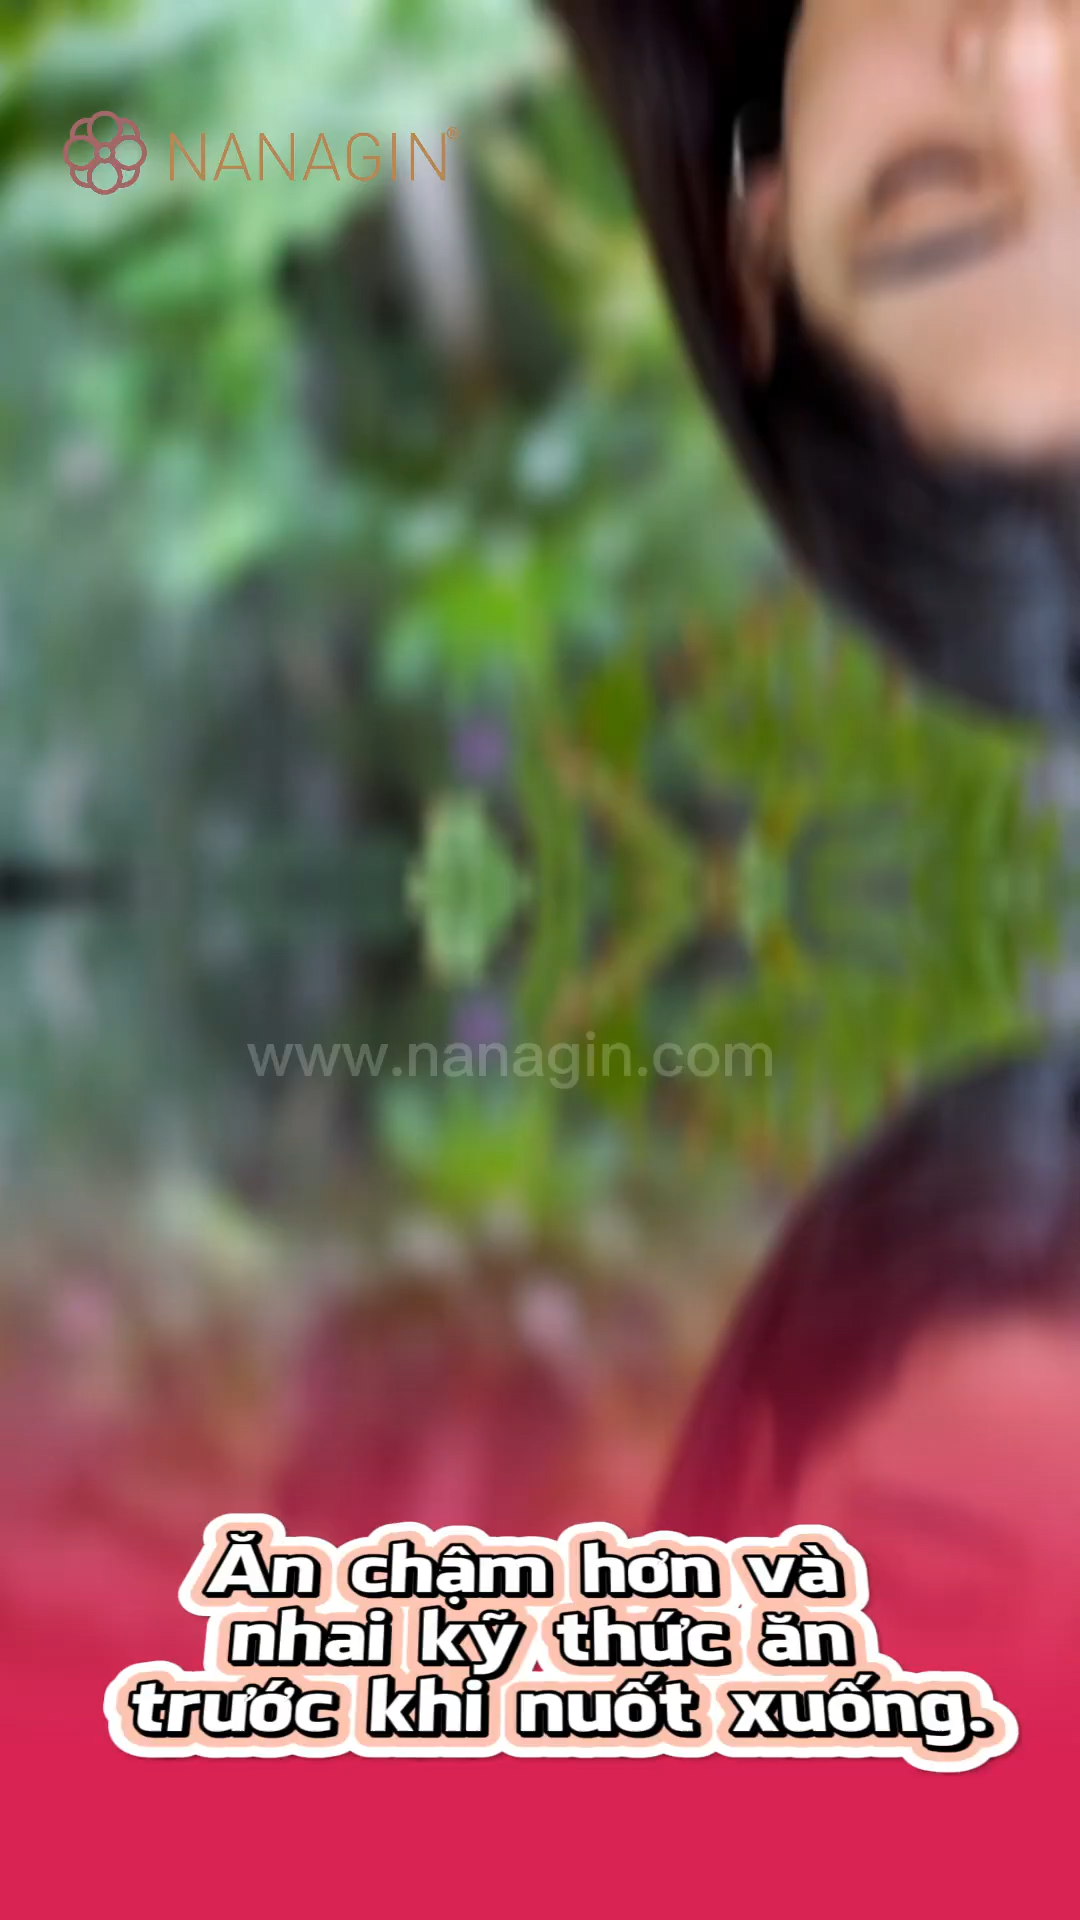 NANAGIN®
www.nanagin.com
Ăn chậm hơn và
nhai kỹ thức ăn
trước khi nuốt xuống.